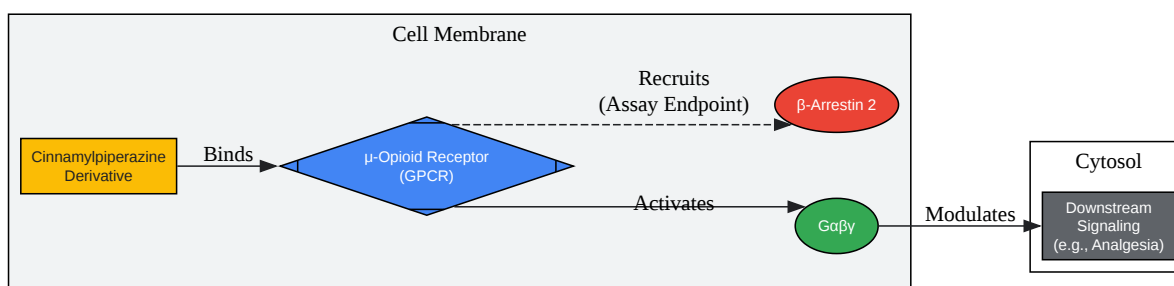 Cell Membrane
Recruits
(Assay Endpoint)
β-Arrestin 2
Cinnamylpiperazine
Derivative
Binds
μ-Opioid Receptor
(GPCR)
Activates
Gαβγ
Modulates
Cytosol
Downstream
Signaling
(e.g., Analgesia)